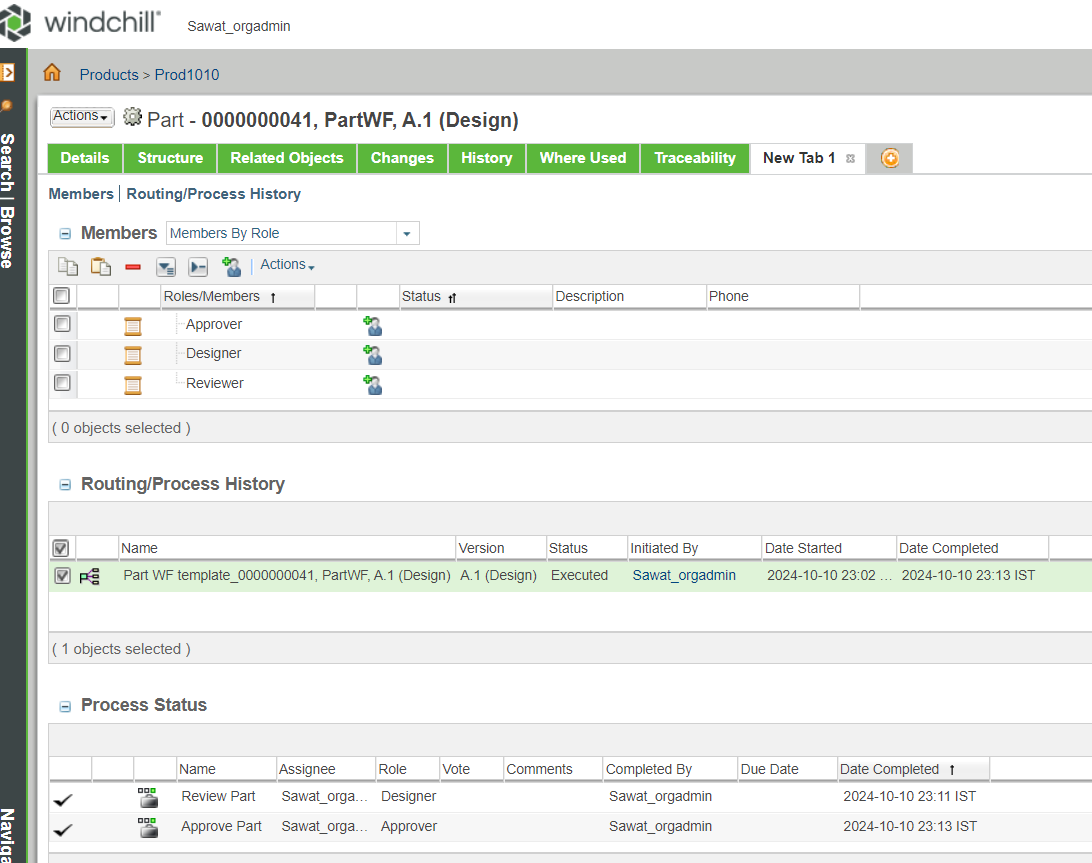 windchill® Sawat_orgadmin
Products > Prod1010
Actions Part - 0000000041, PartWF, A.1 (Design)
Details Structure Related Objects Changes History Where Used Traceability New Tab 1
Search | Browse
Members | Routing/Process History
Members Members By Role
Actions
Roles/Members Status Description Phone
Approver
Designer
Reviewer
( 0 objects selected )
Routing/Process History
Name Version Status Initiated By Date Started Date Completed
Part WF template_0000000041, PartWF, A.1 (Design) A.1 (Design) Executed Sawat_orgadmin 2024-10-10 23:02 ... 2024-10-10 23:13 IST
( 1 objects selected )
Process Status
Name Assignee Role Vote Comments Completed By Due Date Date Completed
Review Part Sawat_orga... Designer Sawat_orgadmin 2024-10-10 23:11 IST
Approve Part Sawat_orga... Approver Sawat_orgadmin 2024-10-10 23:13 IST
Naviga